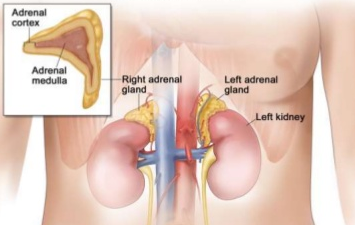 Adrenal
cortex
Adrenal
medulla
Right adrenal
gland
Left adrenal
gland
Left kidney